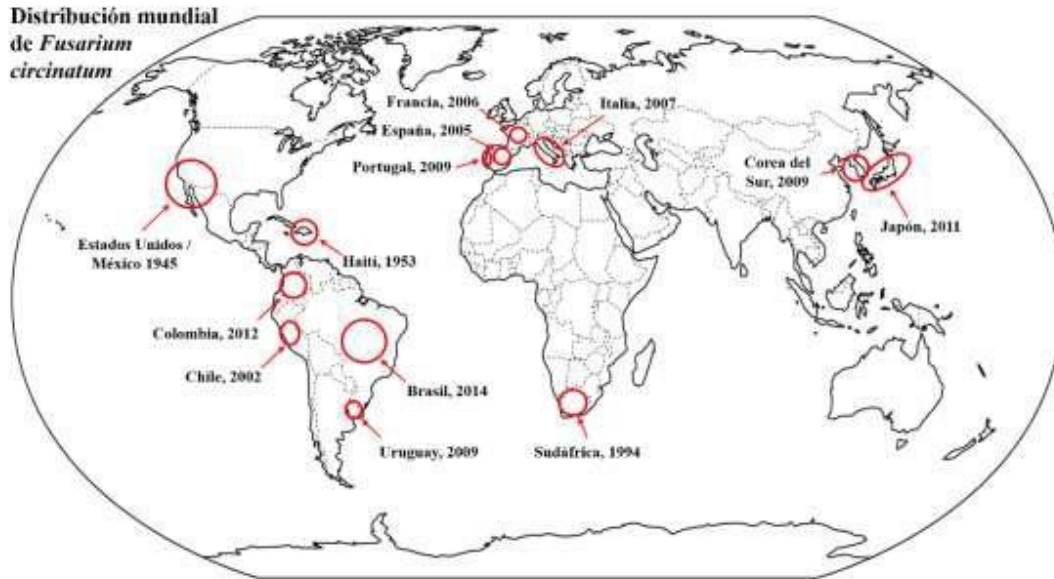 Distribución mundial
de Fusarium
circinatum
Francia, 2006
Italia, 2007
España, 2005
Portugal, 2009
Corea del
Sur, 2009
Japón, 2011
Estados Unidos /
México 1945
Haití, 1953
Colombia, 2012
Chile, 2002
Brasil, 2014
Uruguay, 2009
Sudáfrica, 1994